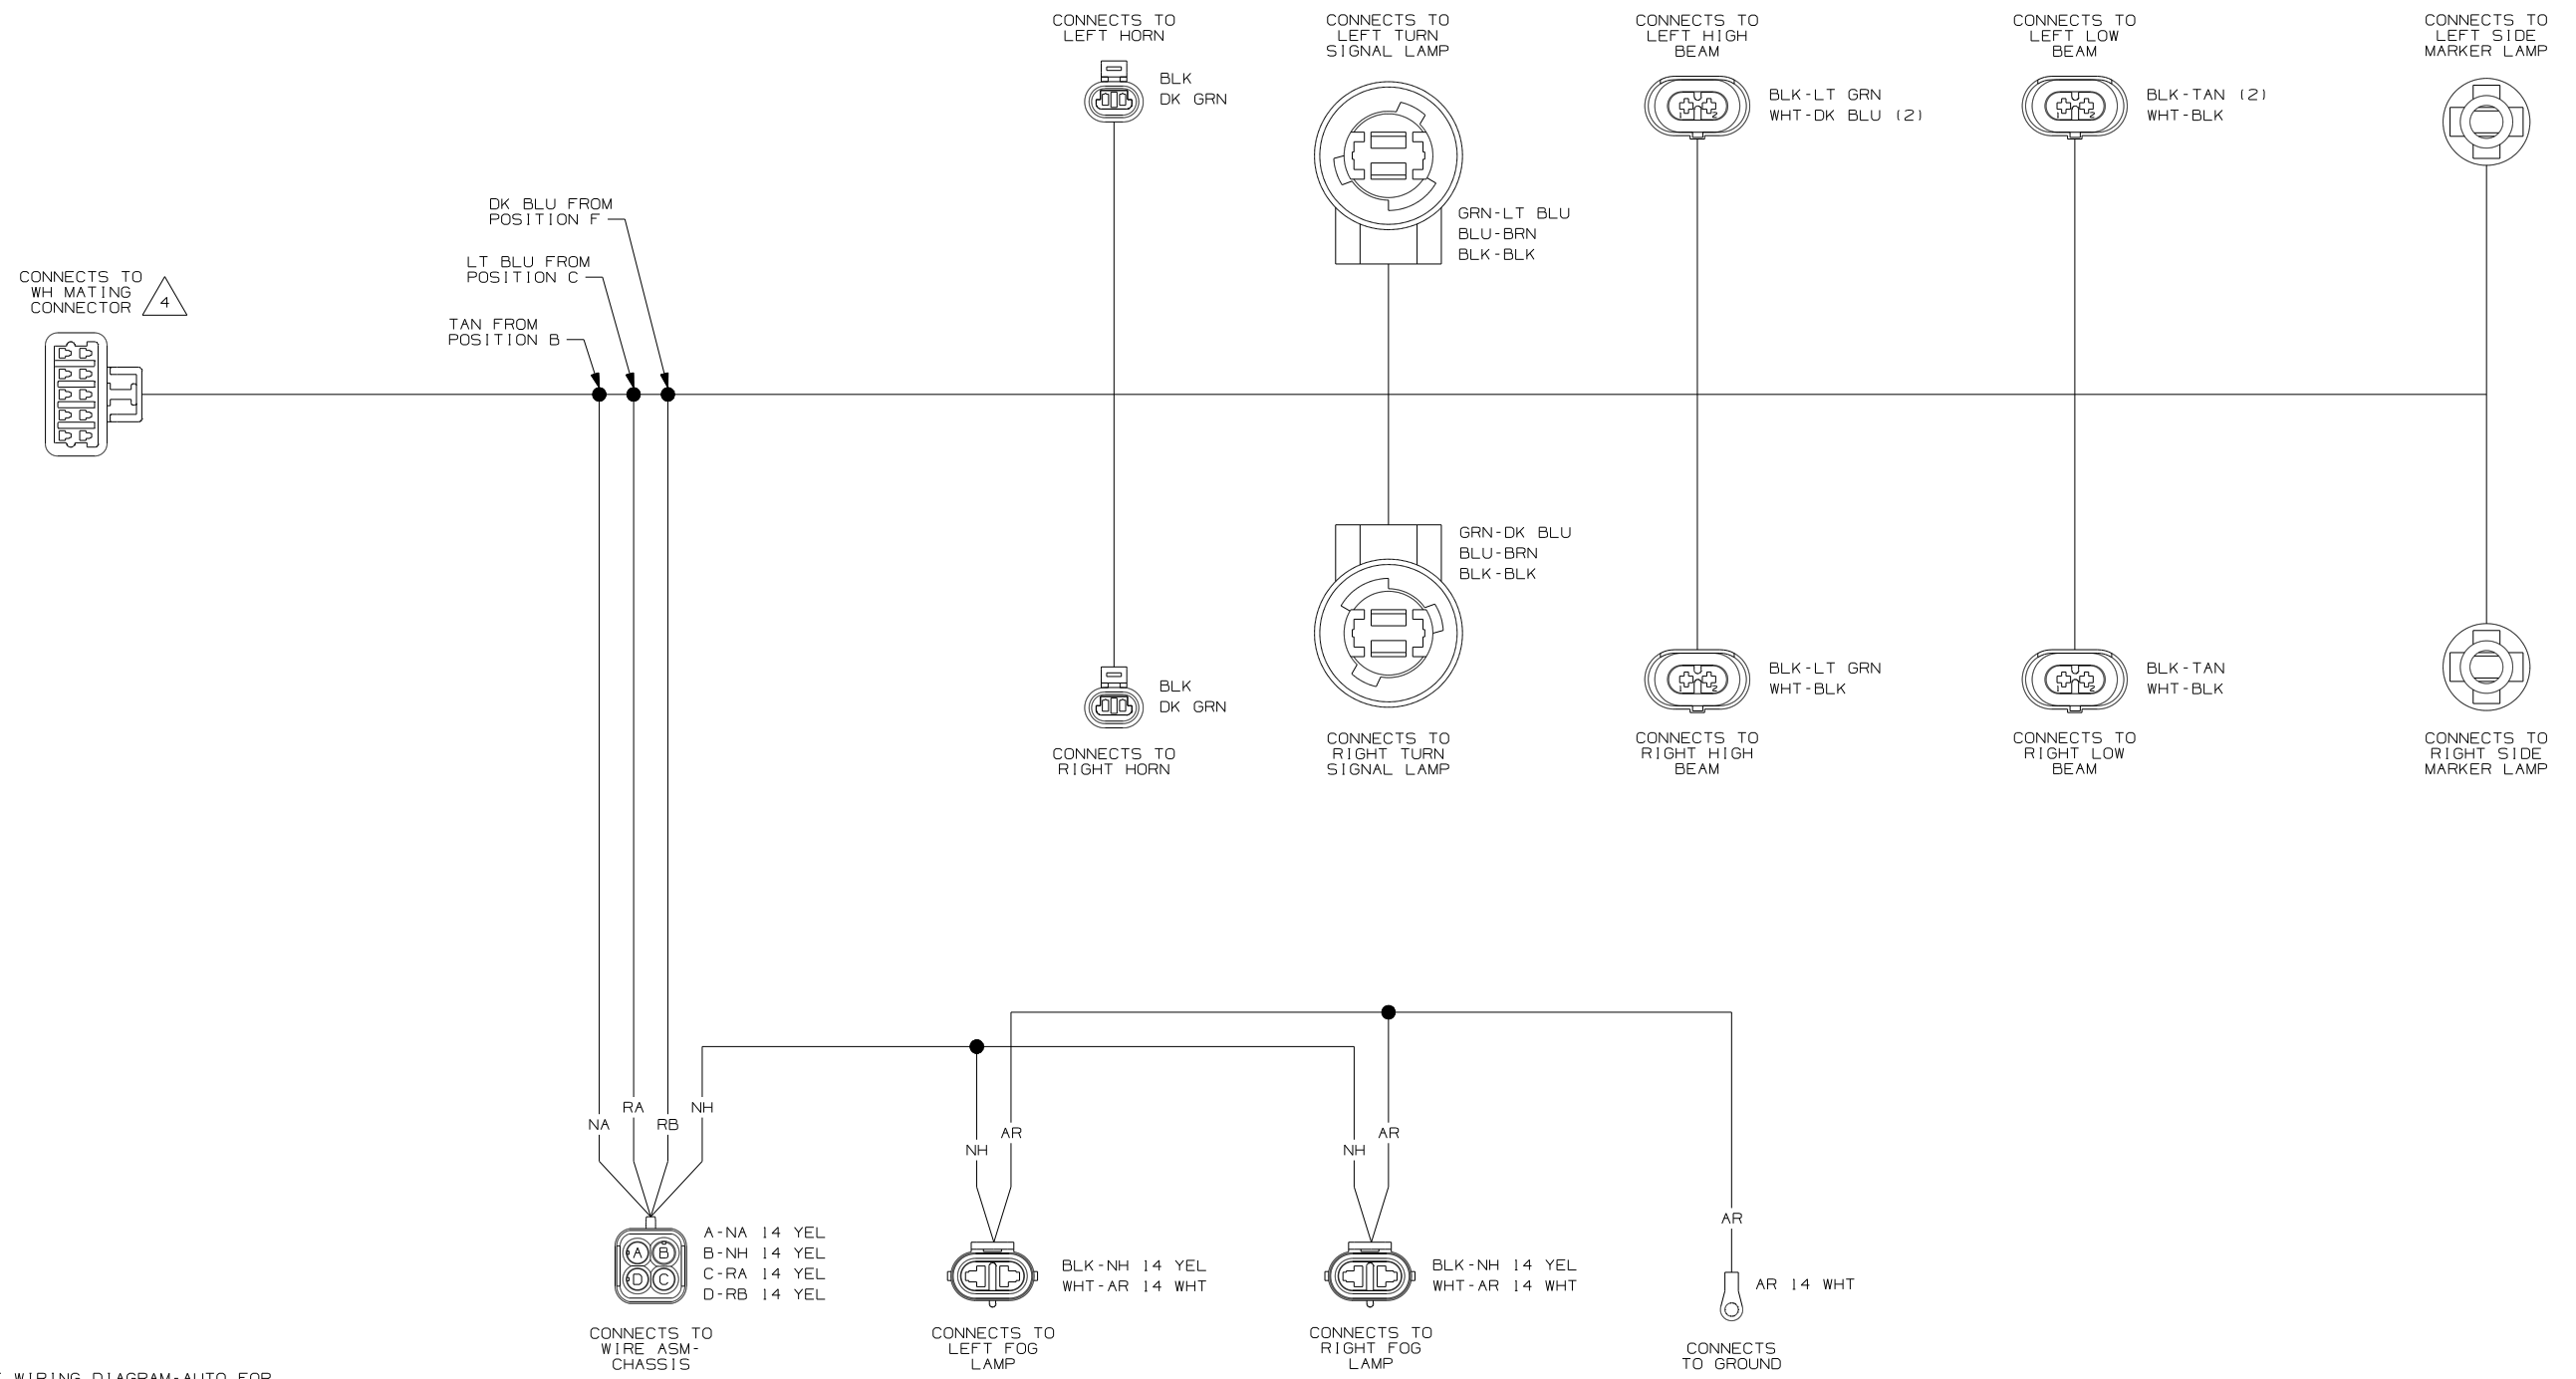 CONNECTS TO
LEFT HORN
BLK
DK GRN
CONNECTS TO
LEFT TURN
SIGNAL LAMP
GRN-LT BLU
BLU-BRN
BLK-BLK
CONNECTS TO
LEFT HIGH
BEAM
BLK-LT GRN
WHT-DK BLU (2)
1 2
CONNECTS TO
LEFT LOW
BEAM
BLK-TAN (2)
WHT-BLK
1 2
CONNECTS TO
LEFT SIDE
MARKER LAMP
DK BLU FROM
POSITION F
LT BLU FROM
POSITION C
TAN FROM
POSITION B
CONNECTS TO
WH MATING
CONNECTOR
4
BLK
DK GRN
CONNECTS TO
RIGHT HORN
GRN-DK BLU
BLU-BRN
BLK-BLK
CONNECTS TO
RIGHT TURN
SIGNAL LAMP
BLK-LT GRN
WHT-BLK
1 2
CONNECTS TO
RIGHT HIGH
BEAM
BLK-TAN
WHT-BLK
1 2
CONNECTS TO
RIGHT LOW
BEAM
CONNECTS TO
RIGHT SIDE
MARKER LAMP
NA
RA
RB
NH
NH
AR
NH
AR
AR
A B
D C
A-NA 14 YEL
B-NH 14 YEL
C-RA 14 YEL
D-RB 14 YEL
CONNECTS TO
WIRE ASM-
CHASSIS
BLK-NH 14 YEL
WHT-AR 14 WHT
CONNECTS TO
LEFT FOG
LAMP
BLK-NH 14 YEL
WHT-AR 14 WHT
CONNECTS TO
RIGHT FOG
LAMP
AR 14 WHT
CONNECTS
TO GROUND
WIRING DIAGRAM-AUTO FOR